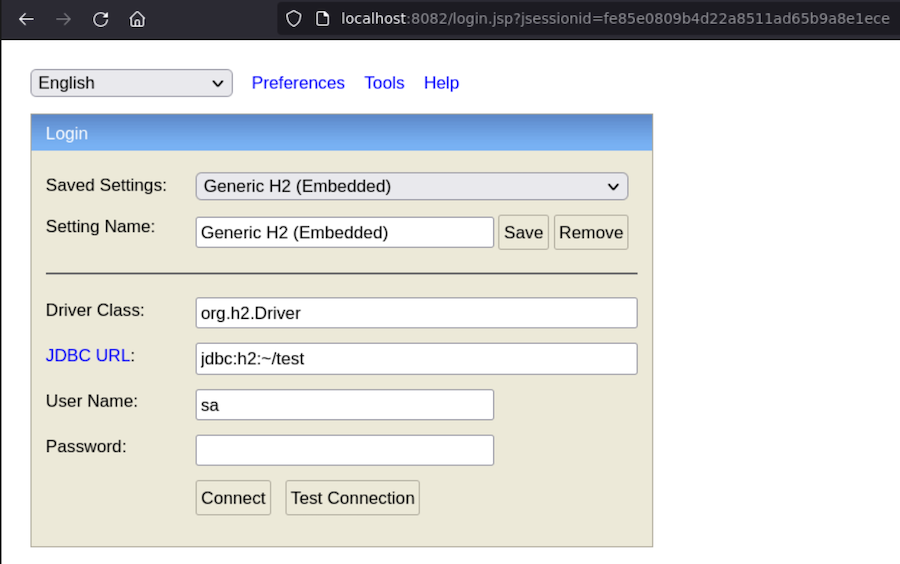 localhost:8082/login.jsp?jsessionid=fe85e0809b4d22a8511ad65b9a8e1ece
English Preferences Tools Help
Login
Saved Settings: Generic H2 (Embedded)
Setting Name: Generic H2 (Embedded) Save Remove
Driver Class: org.h2.Driver
JDBC URL: jdbc:h2:~/test
User Name: sa
Password:
Connect Test Connection